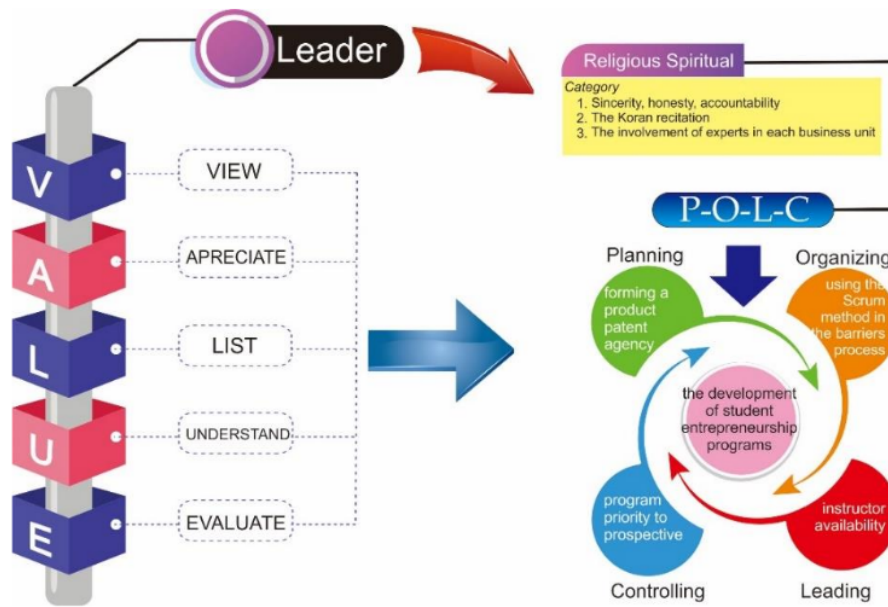 Leader
Religious Spiritual
Category
1. Sincerity, honesty, accountability
2. The Koran recitation
3. The involvement of experts in each business unit
V
VIEW
A
APRECIATE
L
LIST
U
UNDERSTAND
E
EVALUATE
P-O-L-C
Planning
forming a
product
patent
agency
Organizing
using the
Scrum
method in
the barriers
process
the development
of student
entrepreneurship
programs
program
priority to
prospective
Controlling
instructor
availability
Leading